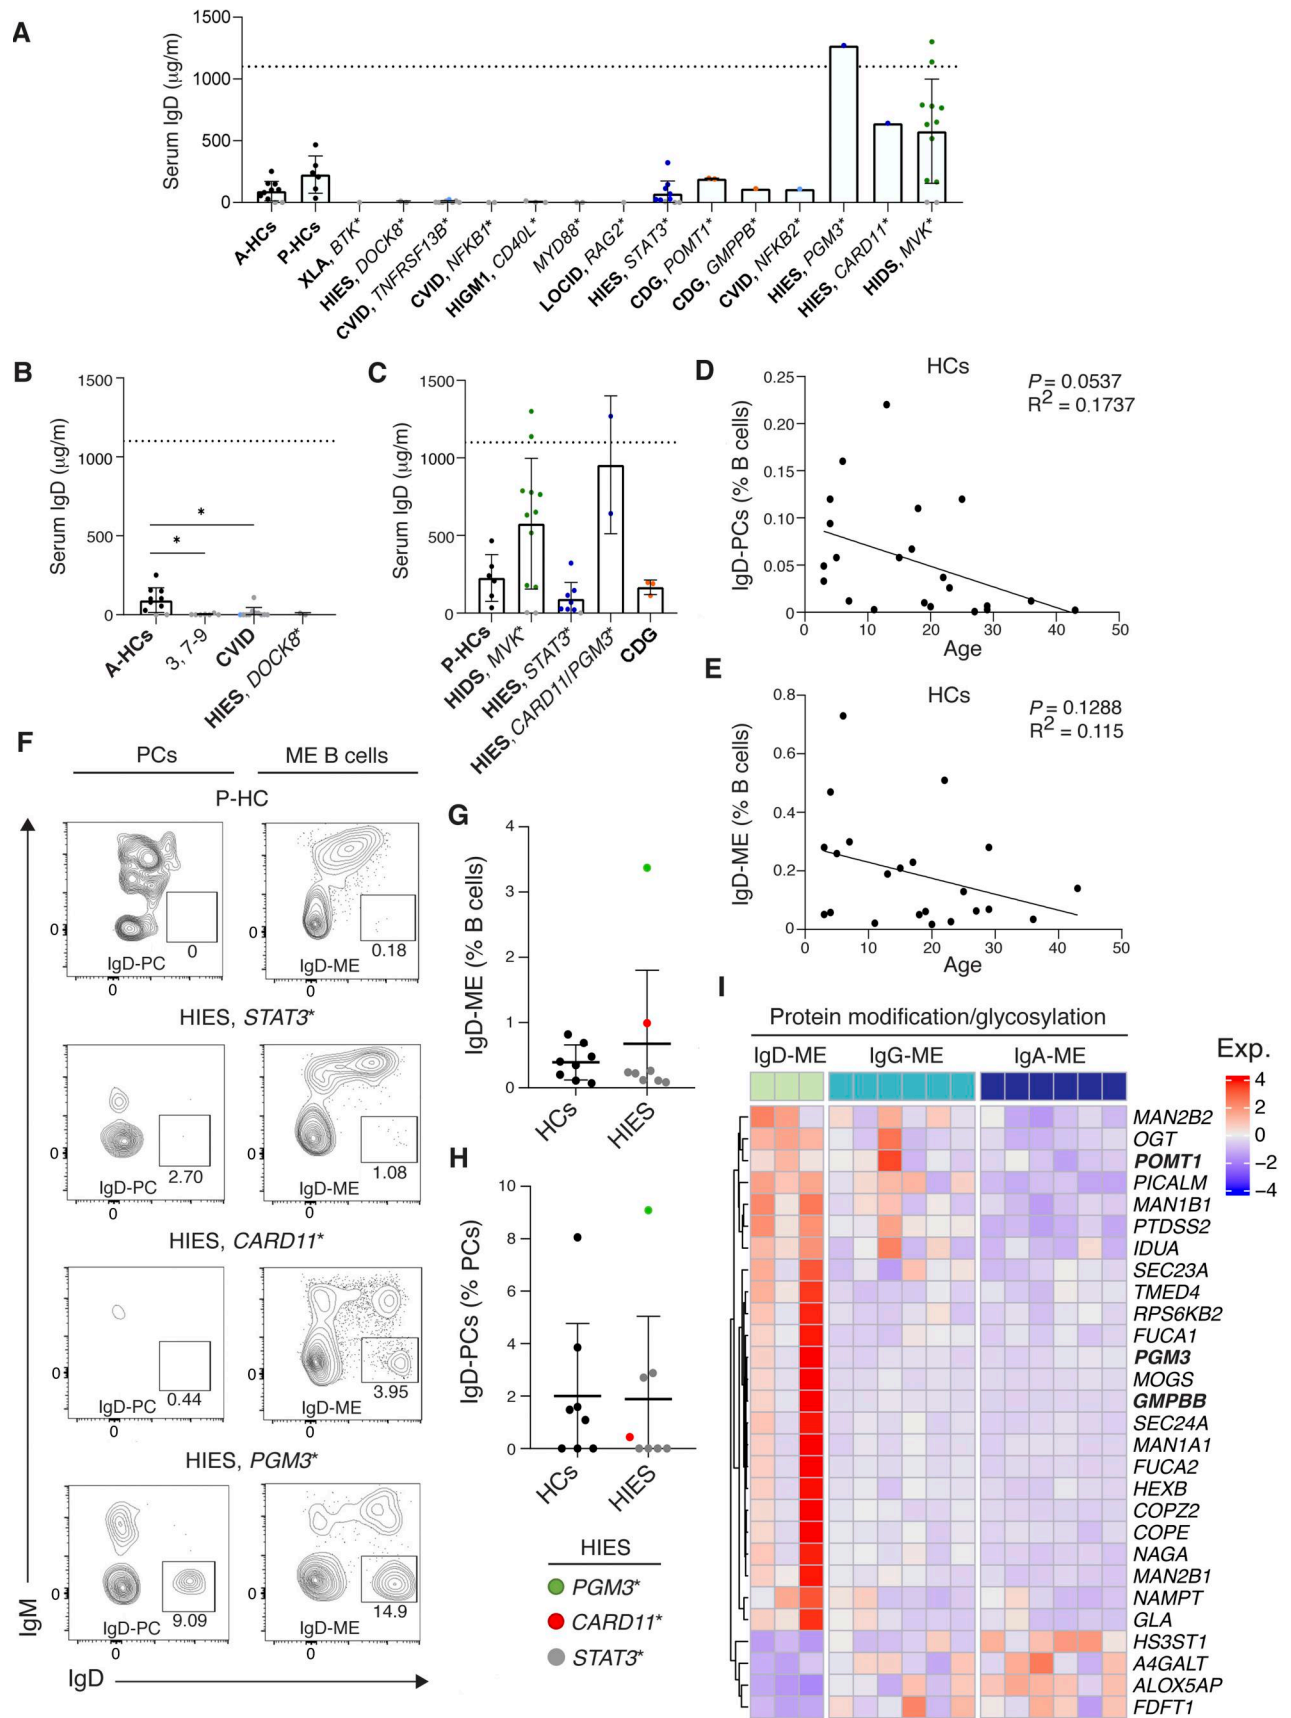 A
Serum IgD (μg/m)
1500
1000
500
0
A-HCs
P-HCs
XLA, BTK*
HIES, DOCK8*
CVID, TNFRSF13B*
CVID, NFKB1*
HIGM1, CD40L*
MYD88*
LOCID, RAG2*
HIES, STAT3*
CDG, POMT1*
CDG, GMPPB*
CVID, NFKB2*
HIES, PGM3*
HIES, CARD11*
HIDS, MVK*
B
Serum IgD (μg/m)
1500
1000
500
0
*
*
A-HCs
3, 7-9
CVID
HIES, DOCK8*
C
Serum IgD (μg/m)
1500
1000
500
0
P-HCs
HIDS, MVK*
HIES, STAT3*
HIES, CARD11/PGM3*
CDG
D
HCs
P = 0.0537
R2 = 0.1737
IgD-PCs (% B cells)
0.25
0.20
0.15
0.10
0.05
0
0 10 20 30 40 50
Age
E
HCs
P = 0.1288
R2 = 0.115
IgD-ME (% B cells)
0.8
0.6
0.4
0.2
0
0 10 20 30 40 50
Age
F
PCs ME B cells
P-HC
0 IgD-PC 0
0
IgD-ME 0.18
0
HIES, STAT3*
0 IgD-PC 2.70
0
0 IgD-ME 1.08
0
HIES, CARD11*
0 IgD-PC 0.44
0
0 IgD-ME 3.95
0
HIES, PGM3*
0 IgD-PC 9.09
0
0 IgD-ME 14.9
0
IgM
IgD
G
IgD-ME (% B cells)
4
3
2
1
0
HCs HIES
H
IgD-PCs (% PCs)
10
8
6
4
2
0
HCs HIES
HIES
PGM3*
CARD11*
STAT3*
I
Protein modification/glycosylation
IgD-ME IgG-ME IgA-ME
Exp.
4
2
0
−2
−4
MAN2B2
OGT
POMT1
PICALM
MAN1B1
PTDSS2
IDUA
SEC23A
TMED4
RPS6KB2
FUCA1
PGM3
MOGS
GMPBB
SEC24A
MAN1A1
FUCA2
HEXB
COPZ2
COPE
NAGA
MAN2B1
NAMPT
GLA
HS3ST1
A4GALT
ALOX5AP
FDFT1